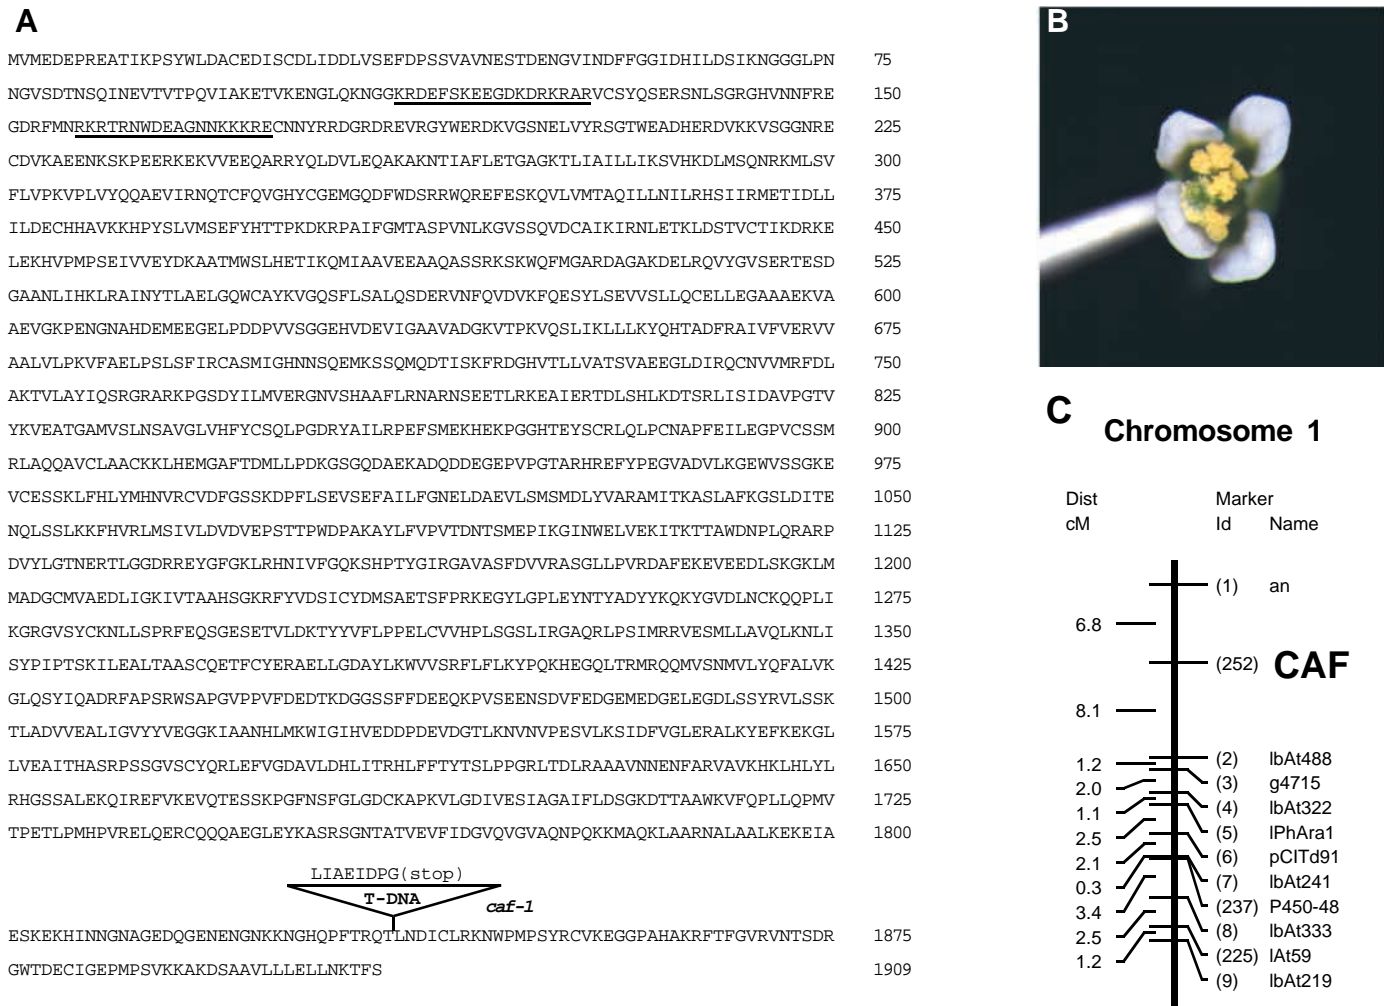 A
MVMEDEPREATIKPSYWLDACEDISCDLIDDLVSEFDPSSVAVNESTDENGVINDFFGGIDHILDSIKNGGGLPN 75
NGVSDTNSQINEVTVTPQVIAKETVKENGLQKNGGKRDEFSKEEGDKDRKRARVCSYQSERSNLSGRGHVNNFRE 150
GDRFMNRKRTRNWDEAGNNKKKRECNNYRRDGRDREVRGYWERDKVGSNELVYRSGTWEADHERDVKKVSGGNRE 225
CDVKAEENKSKPEERKEKVVEEQARRYQLDVLEQAKAKNTIAFLETGAGKTLIAILLIKSVHKDLMSQNRKMLSV 300
FLVPKVPLVYQQAEVIRNQTCFQVGHYCGEMGQDFWDSRRWQREFESKQVLVMTAQILLNILRHSIIRMETIDLL 375
ILDECHHAVKKHPYSLVMSEFYHTTPKDKRPAIFGMTASPVNLKGVSSQVDCAIKIRNLETKLDSTVCTIKDRKE 450
LEKHVPMPSEIVVEYDKAATMWSLHETIKQMIAAVEEAAQASSRKSKWQFMGARDAGAKDELRQVYGVSERTESD 525
GAANLIHKLRAINYTLAELGQWCAYKVGQSFLSALQSDERVNFQVDVKFQESYLSEVVSLLQCELLEGAAAEKVA 600
AEVGKPENGNAHDEMEEGELPDDPVVSGGEHVDEVIGAAVADGKVTPKVQSLIKLLLKYQHTADFRAIVFVERVV 675
AALVLPKVFAELPSLSFIRCASMIGHNNSQEMKSSQMQDTISKFRDGHVTLLVATSVAEEGLDIRQCNVVMRFDL 750
AKTVLAYIQSRGRARKPGSDYILMVERGNVSHAAFLRNARNSEETLRKEAIERTDLSHLKDTSRLISIDAVPGTV 825
YKVEATGAMVSLNSAVGLVHFYCSQLPGDRYAILRPEFSMEKHEKPGGHTEYSCRLQLPCNAPFEILEGPVCSSM 900
RLAQQAVCLAACKKLHEMGAFTDMLLPDKGSGQDAEKADQDDEGEPVPGTARHREFYPEGVADVLKGEWVSSGKE 975
VCESSKLFHLYMHNVRCVDFGSSKDPFLSEVSEFAILFGNELDAEVLSMSMDLYVARAMITKASLAFKGSLDITE 1050
NQLSSLKKFHVRLMSIVLDVDVEPSTTPWDPAKAYLFVPVTDNTSMEPIKGINWELVEKITKTTAWDNPLQRARP 1125
DVYLGTNERTLGGDRREYGFGKLRHNIVFGQKSHPTYGIRGAVASFDVVRASGLLPVRDAFEKEVEEDLSKGKLM 1200
MADGCMVAEDLIGKIVTAAHSGKRFYVDSICYDMSAETSFPRKEGYLGPLEYNTYADYYKQKYGVDLNCKQQPLI 1275
KGRGVSYCKNLLSPRFEQSGESETVLDKTYYVFLPPELCVVHPLSGSLIRGAQRLPSIMRRVESMLLAVQLKNLI 1350
SYPIPTSKILEALTAASCQETFCYERAELLGDAYLKWVVSRFLFLKYPQKHEGQLTRMRQQMVSNMVLYQFALVK 1425
GLQSYIQADRFAPSRWSAPGVPPVFDEDTKDGGSSFFDEEQKPVSEENSDVFEDGEMEDGELEGDLSSYRVLSSK 1500
TLADVVEALIGVYYVEGGKIAANHLMKWIGIHVEDDPDEVDGTLKNVNVPESVLKSIDFVGLERALKYEFKEKGL 1575
LVEAITHASRPSSGVSCYQRLEFVGDAVLDHLITRHLFFTYTSLPPGRLTDLRAAAVNNENFARVAVKHKLHLYL 1650
RHGSSALEKQIREFVKEVQTESSKPGFNSFGLGDCKAPKVLGDIVESIAGAIFLDSGKDTTAAWKVFQPLLQPMV 1725
TPETLPMHPVRELQERCQQQAEGLEYKASRSGNTATVEVFIDGVQVGVAQNPQKKMAQKLAARNALAALKEKEIA 1800
LIAEIDPG(stop)
T-DNA
caf-1
ESKEKHINNGNAGEDQGENENGNKKNGHQPFTRQTLNDICLRKNWPMPSYRCVKEGGPAHAKRFTFGVRVNTSDR 1875
GWTDECIGEPMPSVKKAKDSAAVLLLELLNKTFS 1909
B
C
Chromosome 1
Dist Marker
cM Id Name
(1) an
6.8
(252) CAF
8.1
(2) lbAt488
1.2
(3) g4715
2.0
(4) lbAt322
1.1
(5) lPhAra1
2.5
(6) pCITd91
2.1
(7) lbAt241
0.3
(237) P450-48
3.4
(8) lbAt333
2.5
(225) lAt59
1.2
(9) lbAt219